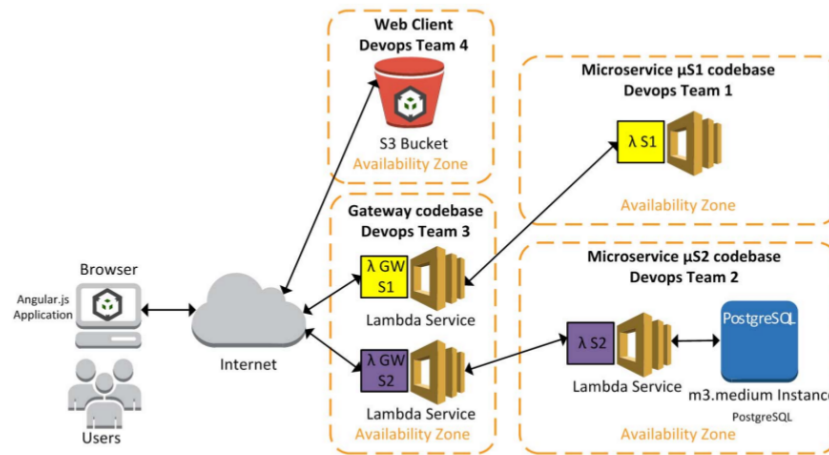 Web Client
Devops Team 4
S3 Bucket
Availability Zone
Microservice µS1 codebase
Devops Team 1
λ S1
Availability Zone
Gateway codebase
Devops Team 3
λ GW
S1
Lambda Service
λ GW
S2
Lambda Service
Availability Zone
Microservice µS2 codebase
Devops Team 2
λ S2
Lambda Service
PostgreSQL
m3.medium Instance
PostgreSQL
Availability Zone
Browser
Angular.js
Application
Internet
Users